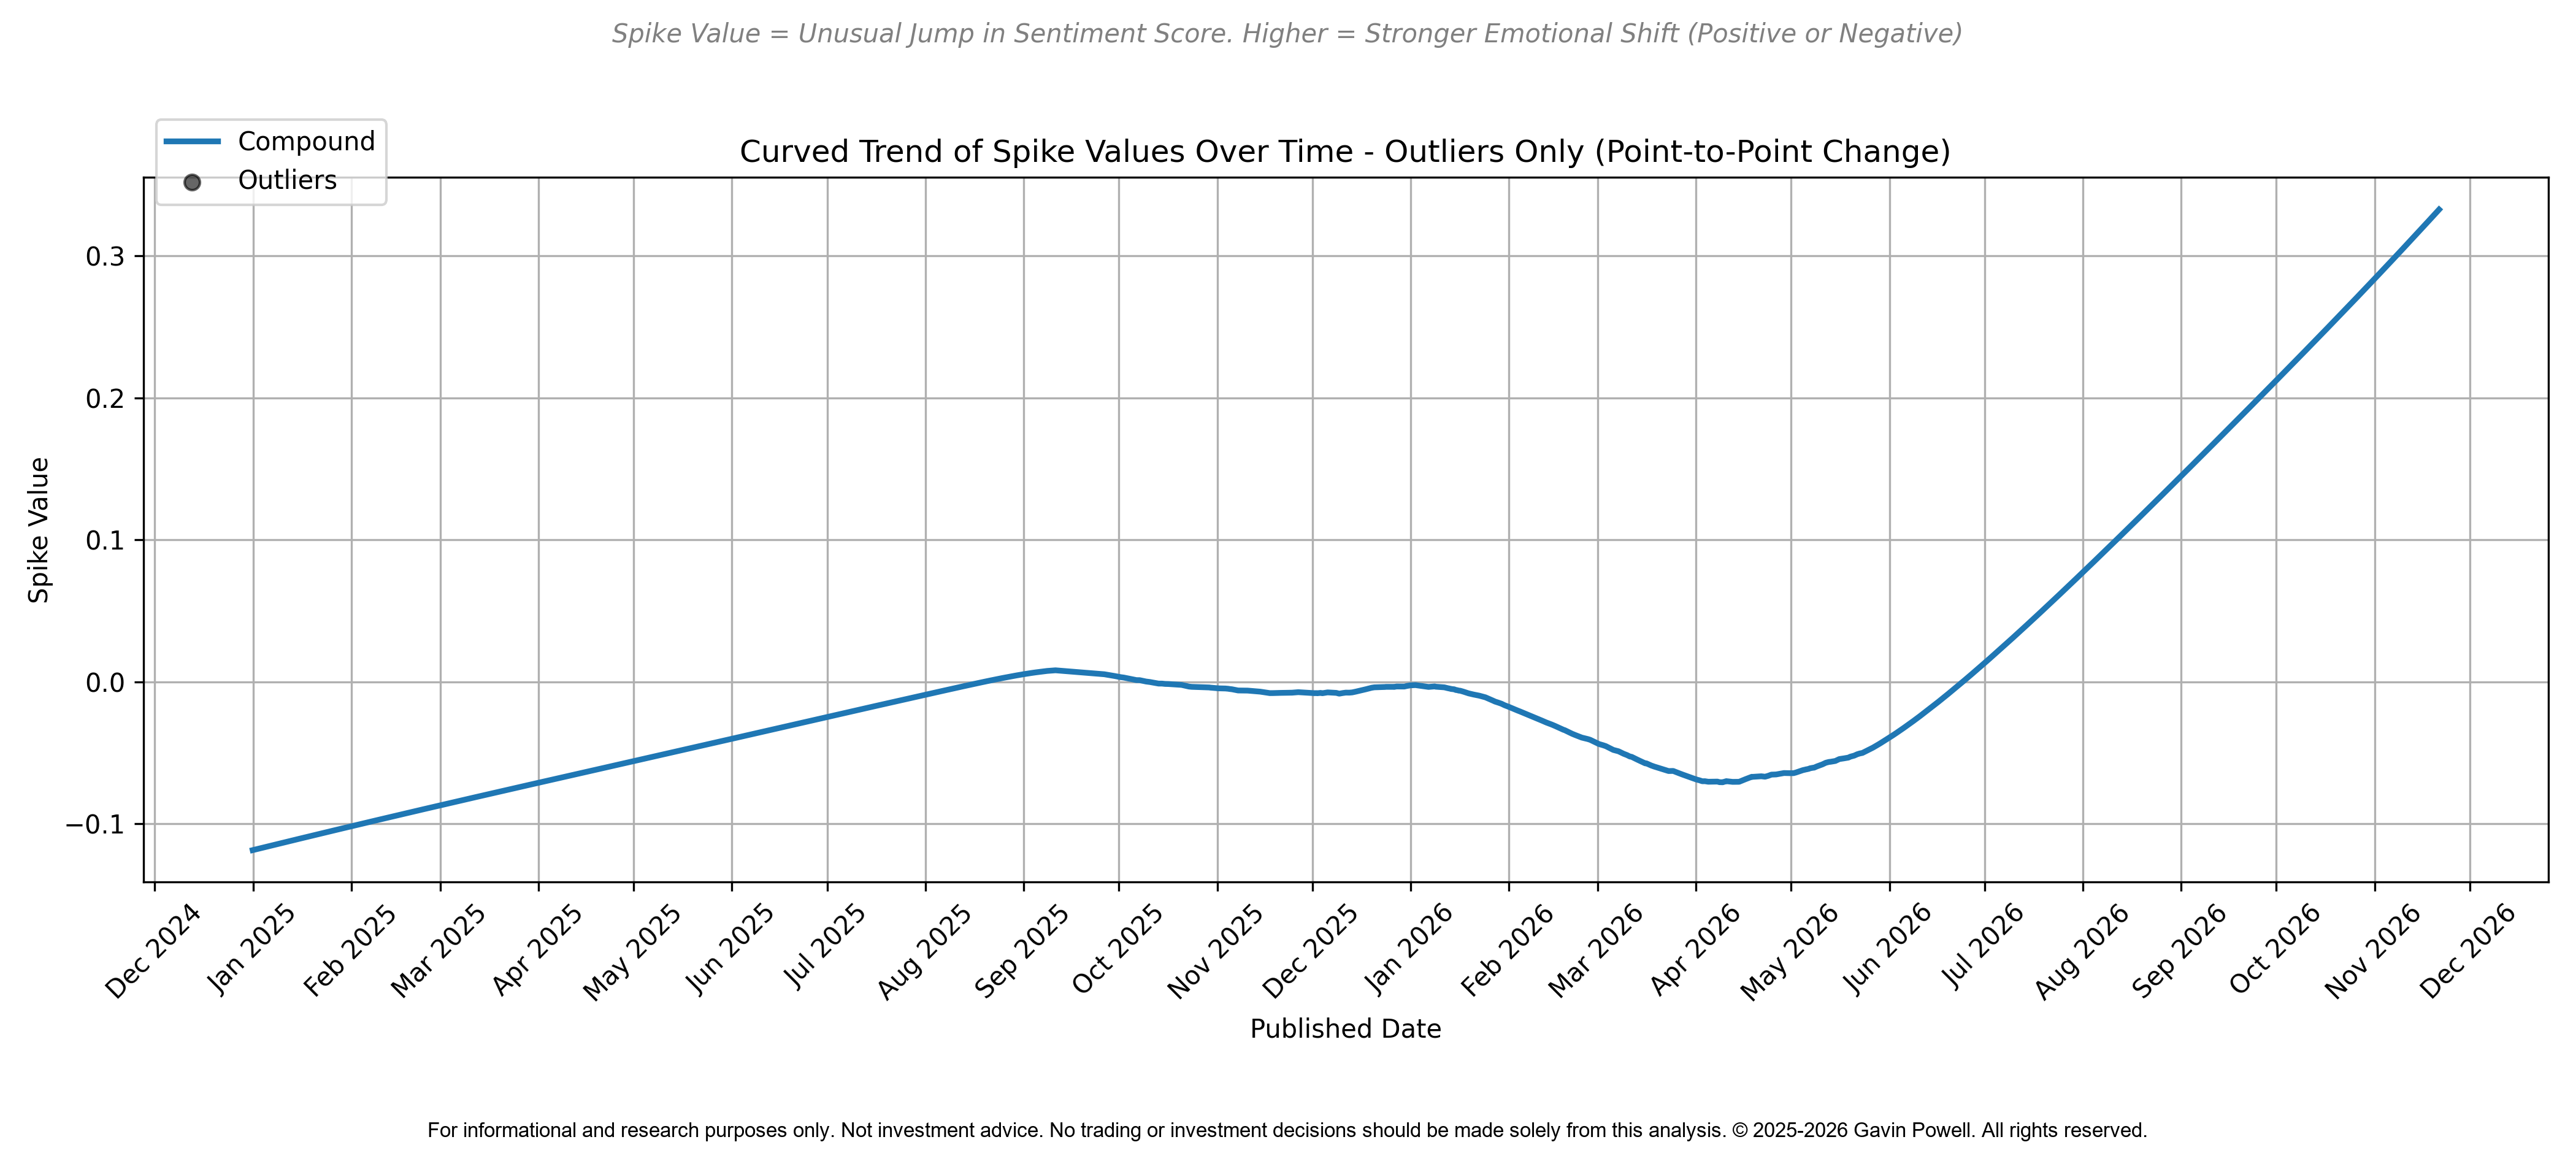 Spike Value = Unusual Jump in Sentiment Score. Higher = Stronger Emotional Shift (Positive or Negative)
Compound
Outliers
Curved Trend of Spike Values Over Time - Outliers Only (Point-to-Point Change)
Spike Value
0.3
0.2
0.1
0.0
−0.1
Dec 2024
Jan 2025
Feb 2025
Mar 2025
Apr 2025
May 2025
Jun 2025
Jul 2025
Aug 2025
Sep 2025
Oct 2025
Nov 2025
Dec 2025
Jan 2026
Feb 2026
Mar 2026
Apr 2026
May 2026
Jun 2026
Jul 2026
Aug 2026
Sep 2026
Oct 2026
Nov 2026
Dec 2026
Published Date
For informational and research purposes only. Not investment advice. No trading or investment decisions should be made solely from this analysis. © 2025-2026 Gavin Powell. All rights reserved.